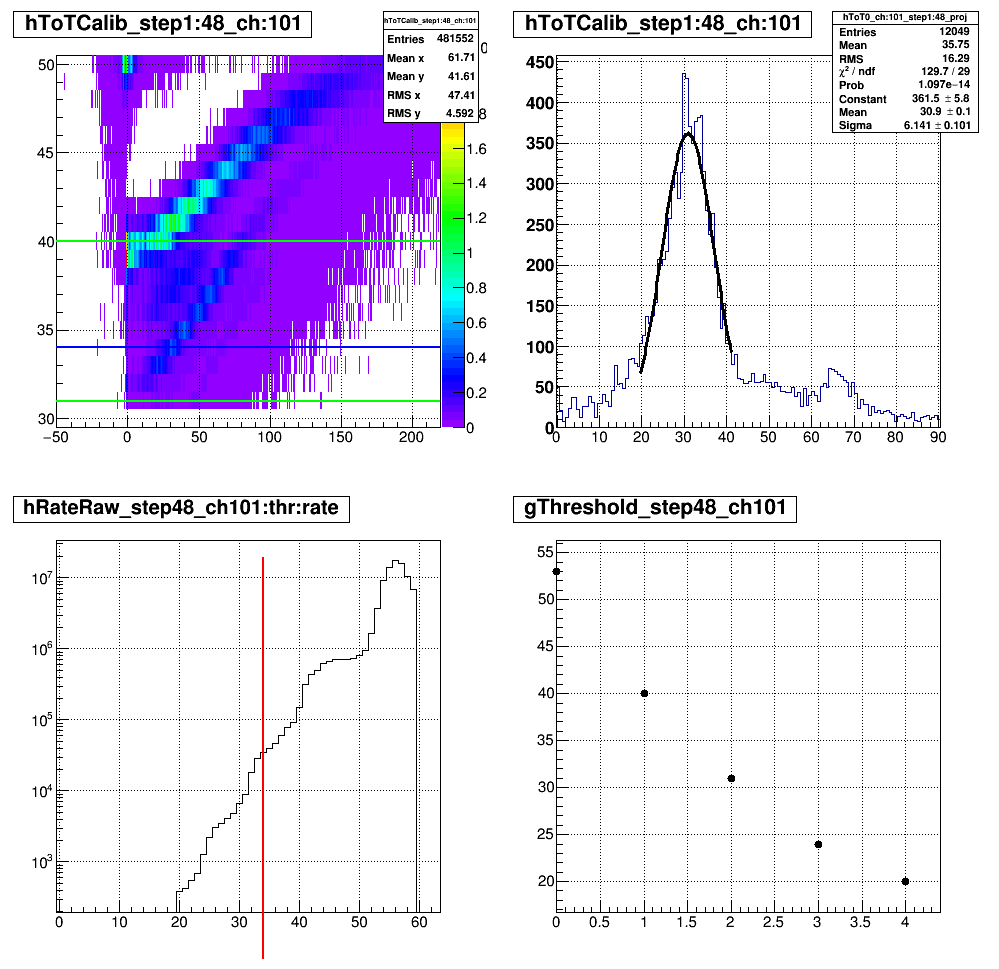 hToTCalib_step1:48_ch:101
hToTCalib_step1:48_ch:101
Entries 481552
Mean x 61.71
Mean y 41.61
RMS x 47.41
RMS y 4.592
50
45
40
35
30
−50 0 50 100 150 200
0
8
1.6
1.4
1.2
1
0.8
0.6
0.4
0.2
0
hToTCalib_step1:48_ch:101
hToT0_ch:101_step1:48_proj
Entries 12049
Mean 35.75
RMS 16.29
χ² / ndf 129.7 / 29
Prob 1.097e−14
Constant 361.5 ± 5.8
Mean 30.9 ± 0.1
Sigma 6.141 ± 0.101
450
400
350
300
250
200
150
100
50
0
0 10 20 30 40 50 60 70 80 90
hRateRaw_step48_ch101:thr:rate
10⁷
10⁶
10⁵
10⁴
10³
0 10 20 30 40 50 60
gThreshold_step48_ch101
55
50
45
40
35
30
25
20
0 0.5 1 1.5 2 2.5 3 3.5 4